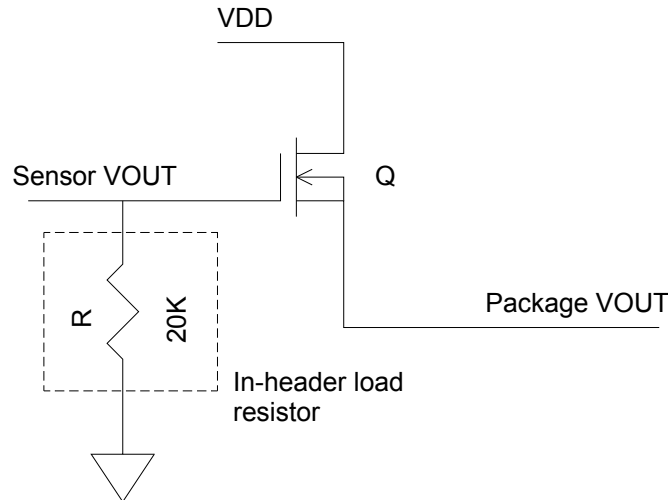 VDD
Sensor VOUT
Q
R
20K
Package VOUT
In-header load
resistor